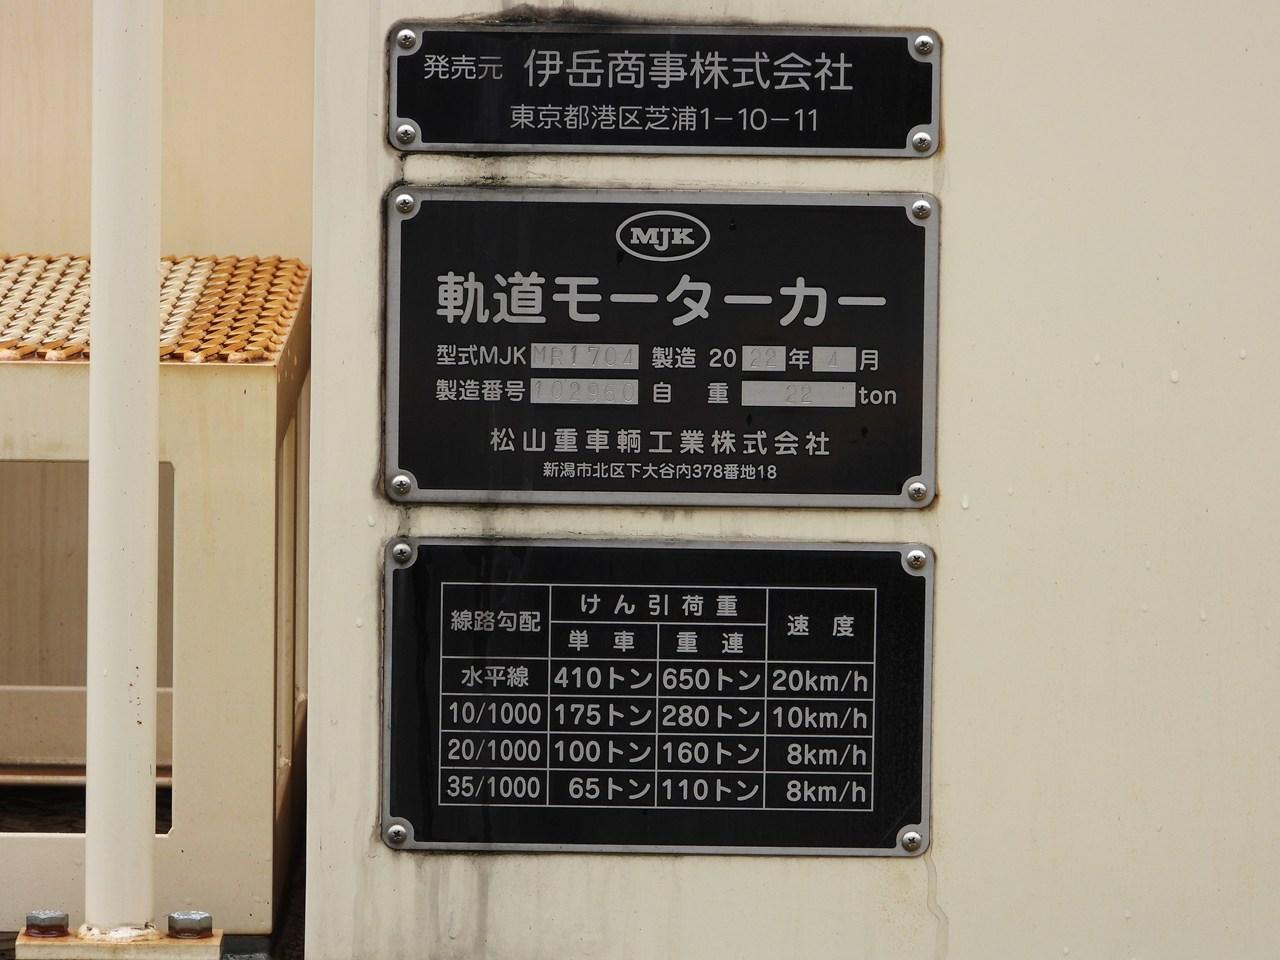 発売元 伊岳商事株式会社
東京都港区芝浦1-10-11
MJK
軌道モーターカー
型式MJK MR1704 製造 2022年4月
製造番号 102960 自重 22 ton
松山重車輌工業株式会社
新潟市北区下大谷内378番地18
線路勾配 けん引荷重 速度
単車 重連
水平線 410トン 650トン 20km/h
10/1000 175トン 280トン 10km/h
20/1000 100トン 160トン 8km/h
35/1000 65トン 110トン 8km/h